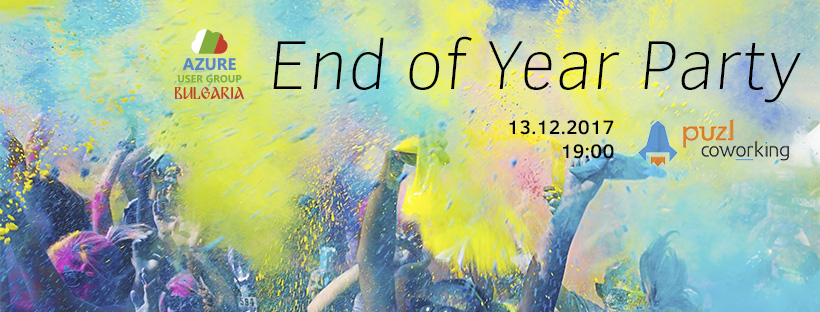 AZURE
USER GROUP
BULGARIA
End of Year Party
13.12.2017
19:00
puzl
coworking